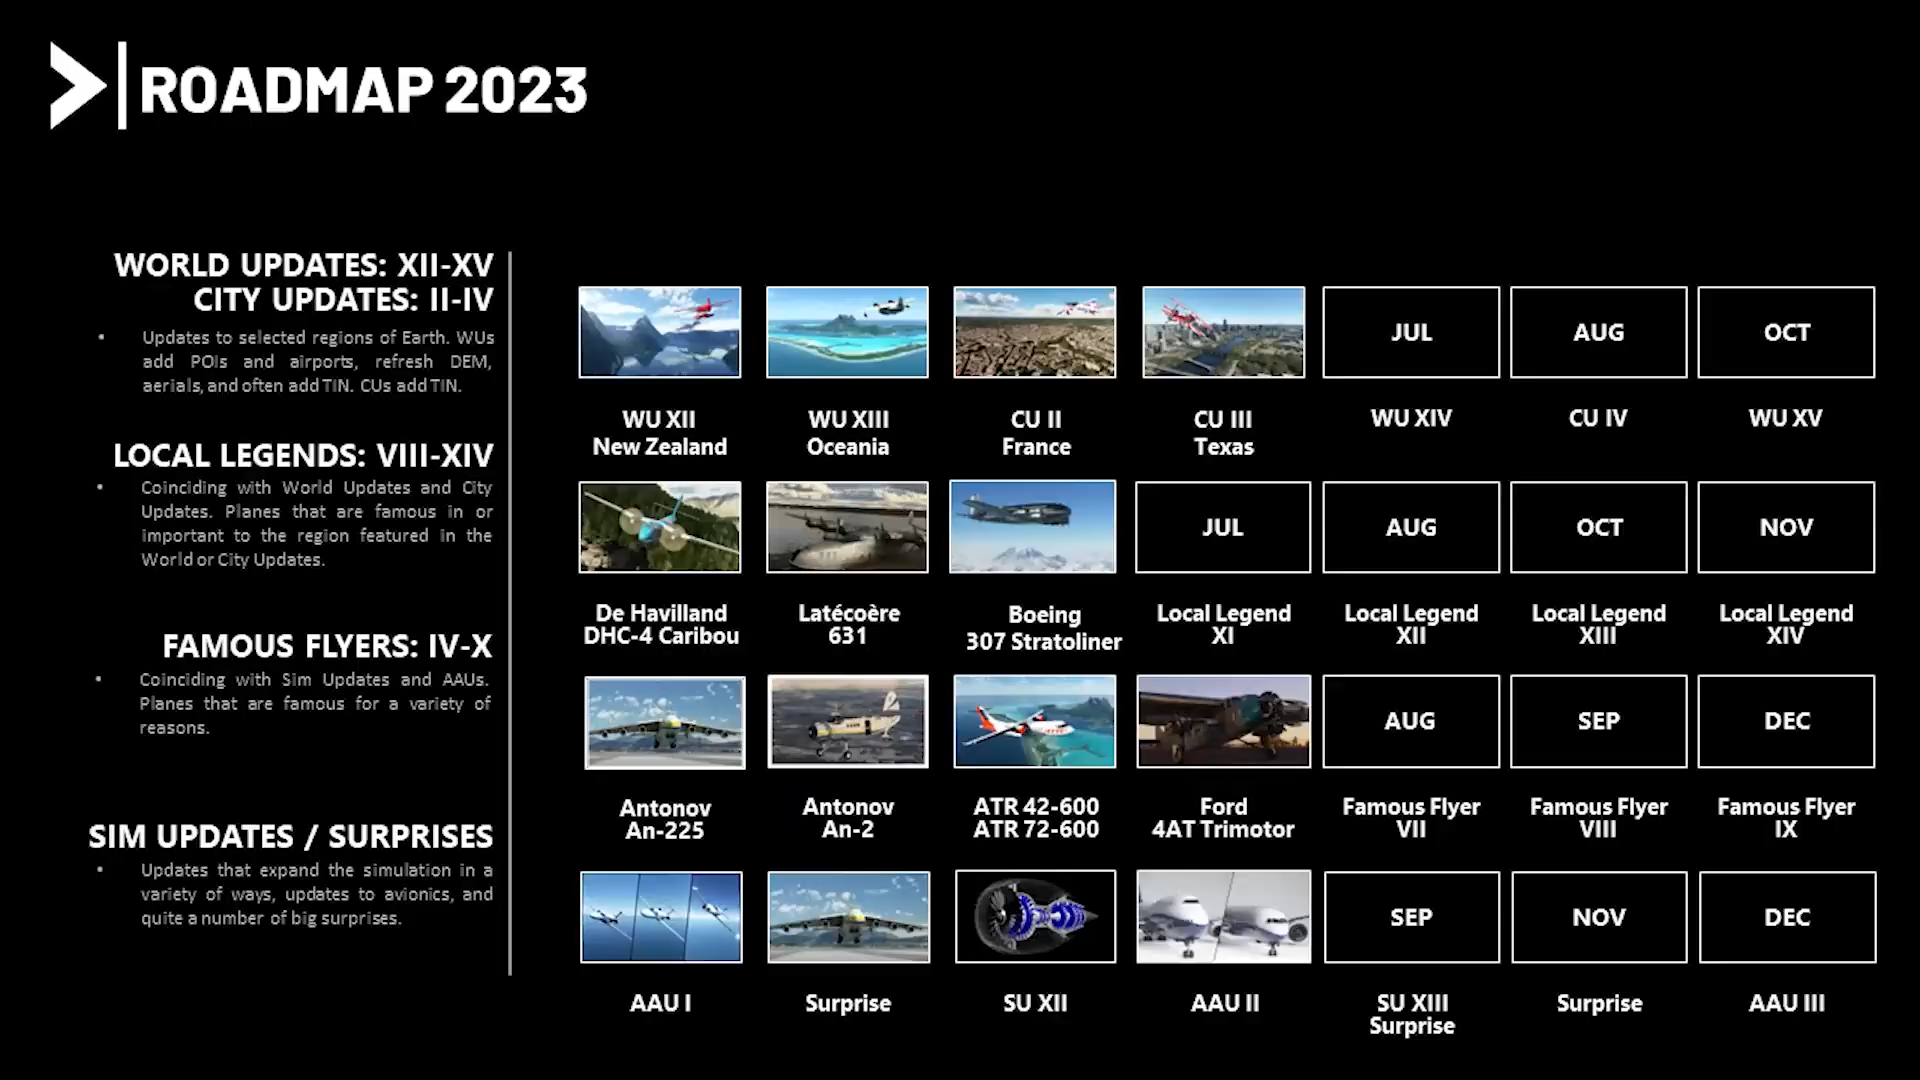 ROADMAP 2023
WORLD UPDATES: XII-XV
CITY UPDATES: II-IV
• Updates to selected regions of Earth. WUs
add POIs and airports, refresh DEM,
aerials, and often add TIN. CUs add TIN.
JUL
AUG
OCT
WU XII
New Zealand
WU XIII
Oceania
CU II
France
CU III
Texas
WU XIV
CU IV
WU XV
LOCAL LEGENDS: VIII-XIV
• Coinciding with World Updates and City
Updates. Planes that are famous in or
important to the region featured in the
World or City Updates.
JUL
AUG
OCT
NOV
De Havilland
DHC-4 Caribou
Latécoère
631
Boeing
307 Stratoliner
Local Legend
XI
Local Legend
XII
Local Legend
XIII
Local Legend
XIV
FAMOUS FLYERS: IV-X
• Coinciding with Sim Updates and AAUs.
Planes that are famous for a variety of
reasons.
AUG
SEP
DEC
Antonov
An-225
Antonov
An-2
ATR 42-600
ATR 72-600
Ford
4AT Trimotor
Famous Flyer
VII
Famous Flyer
VIII
Famous Flyer
IX
SIM UPDATES / SURPRISES
• Updates that expand the simulation in a
variety of ways, updates to avionics, and
quite a number of big surprises.
SEP
NOV
DEC
AAU I
Surprise
SU XII
AAU II
SU XIII
Surprise
Surprise
AAU III